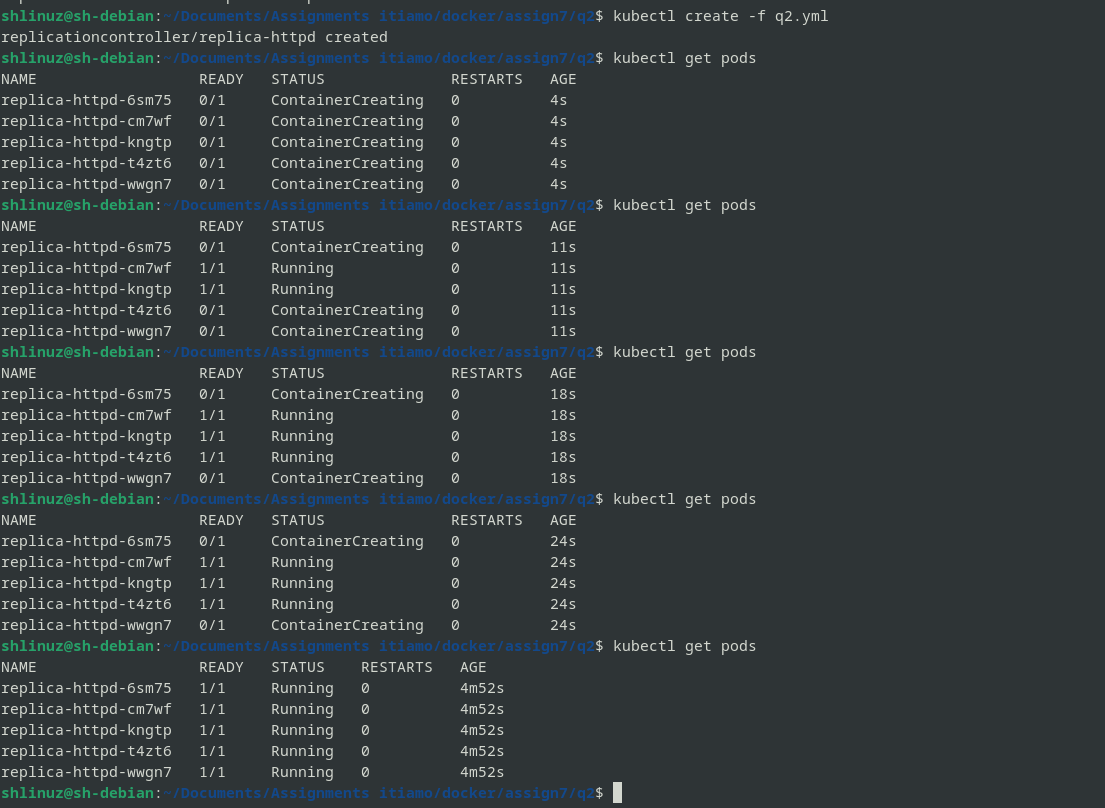 shlinuz@sh-debian:~/Documents/Assignments itiamo/docker/assign7/q2$ kubectl create -f q2.yml
replicationcontroller/replica-httpd created
shlinuz@sh-debian:~/Documents/Assignments itiamo/docker/assign7/q2$ kubectl get pods
NAME                  READY   STATUS              RESTARTS   AGE
replica-httpd-6sm75   0/1     ContainerCreating   0          4s
replica-httpd-cm7wf   0/1     ContainerCreating   0          4s
replica-httpd-kngtp   0/1     ContainerCreating   0          4s
replica-httpd-t4zt6   0/1     ContainerCreating   0          4s
replica-httpd-wwgn7   0/1     ContainerCreating   0          4s
shlinuz@sh-debian:~/Documents/Assignments itiamo/docker/assign7/q2$ kubectl get pods
NAME                  READY   STATUS              RESTARTS   AGE
replica-httpd-6sm75   0/1     ContainerCreating   0          11s
replica-httpd-cm7wf   1/1     Running             0          11s
replica-httpd-kngtp   1/1     Running             0          11s
replica-httpd-t4zt6   0/1     ContainerCreating   0          11s
replica-httpd-wwgn7   0/1     ContainerCreating   0          11s
shlinuz@sh-debian:~/Documents/Assignments itiamo/docker/assign7/q2$ kubectl get pods
NAME                  READY   STATUS              RESTARTS   AGE
replica-httpd-6sm75   0/1     ContainerCreating   0          18s
replica-httpd-cm7wf   1/1     Running             0          18s
replica-httpd-kngtp   1/1     Running             0          18s
replica-httpd-t4zt6   1/1     Running             0          18s
replica-httpd-wwgn7   0/1     ContainerCreating   0          18s
shlinuz@sh-debian:~/Documents/Assignments itiamo/docker/assign7/q2$ kubectl get pods
NAME                  READY   STATUS              RESTARTS   AGE
replica-httpd-6sm75   0/1     ContainerCreating   0          24s
replica-httpd-cm7wf   1/1     Running             0          24s
replica-httpd-kngtp   1/1     Running             0          24s
replica-httpd-t4zt6   1/1     Running             0          24s
replica-httpd-wwgn7   0/1     ContainerCreating   0          24s
shlinuz@sh-debian:~/Documents/Assignments itiamo/docker/assign7/q2$ kubectl get pods
NAME                  READY   STATUS    RESTARTS   AGE
replica-httpd-6sm75   1/1     Running   0          4m52s
replica-httpd-cm7wf   1/1     Running   0          4m52s
replica-httpd-kngtp   1/1     Running   0          4m52s
replica-httpd-t4zt6   1/1     Running   0          4m52s
replica-httpd-wwgn7   1/1     Running   0          4m52s
shlinuz@sh-debian:~/Documents/Assignments itiamo/docker/assign7/q2$